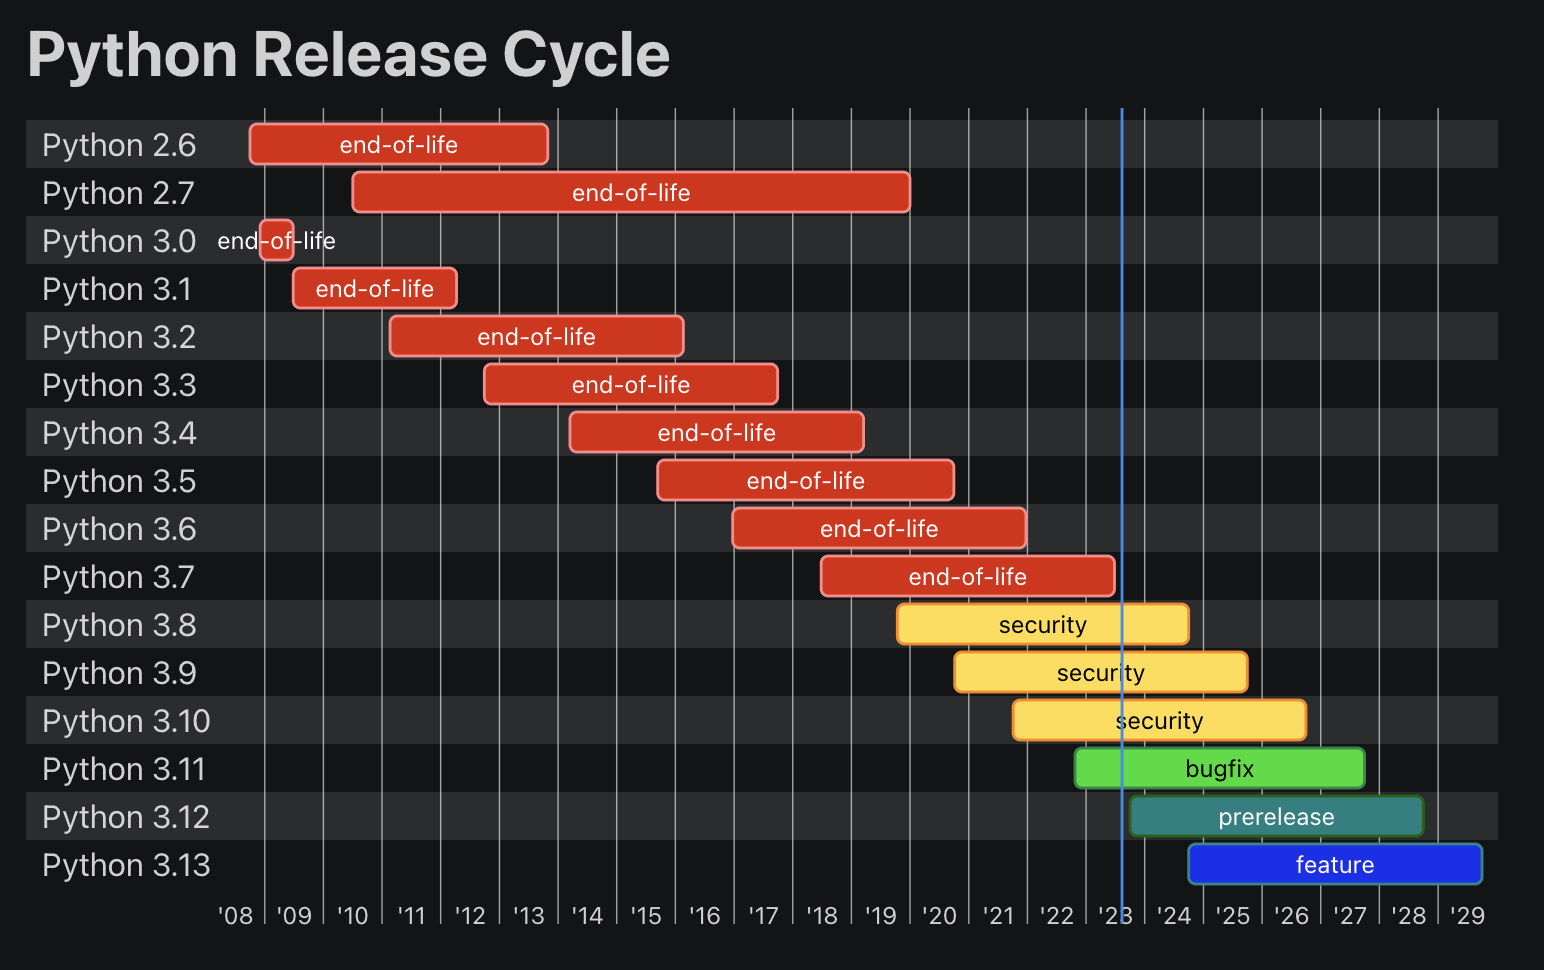 Python Release Cycle
Python 2.6 end-of-life
Python 2.7 end-of-life
Python 3.0 end-of-life
Python 3.1 end-of-life
Python 3.2 end-of-life
Python 3.3 end-of-life
Python 3.4 end-of-life
Python 3.5 end-of-life
Python 3.6 end-of-life
Python 3.7 end-of-life
Python 3.8 security
Python 3.9 security
Python 3.10 security
Python 3.11 bugfix
Python 3.12 prerelease
Python 3.13 feature
'08 '09 '10 '11 '12 '13 '14 '15 '16 '17 '18 '19 '20 '21 '22 '23 '24 '25 '26 '27 '28 '29